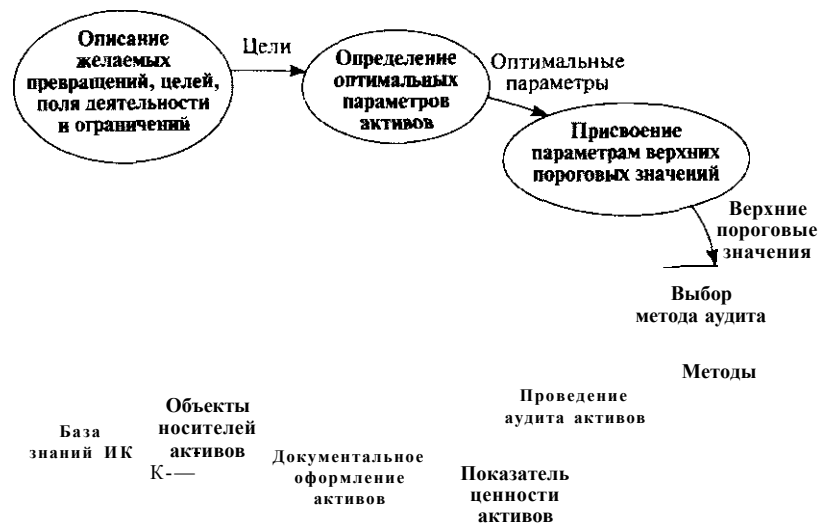 Описание
желаемых
превращений, целей,
поля деятельности
и ограничений
Цели
Определение
оптимальных
параметров
активов
Оптимальные
параметры
Присвоение
параметрам верхних
пороговых значений
Верхние
пороговые
значения
Выбор
метода аудита
Методы
Проведение
аудита активов
Показатель
ценности
активов
Документальное
оформление
активов
Объекты
носителей
активов
К-—
База
знаний ИК